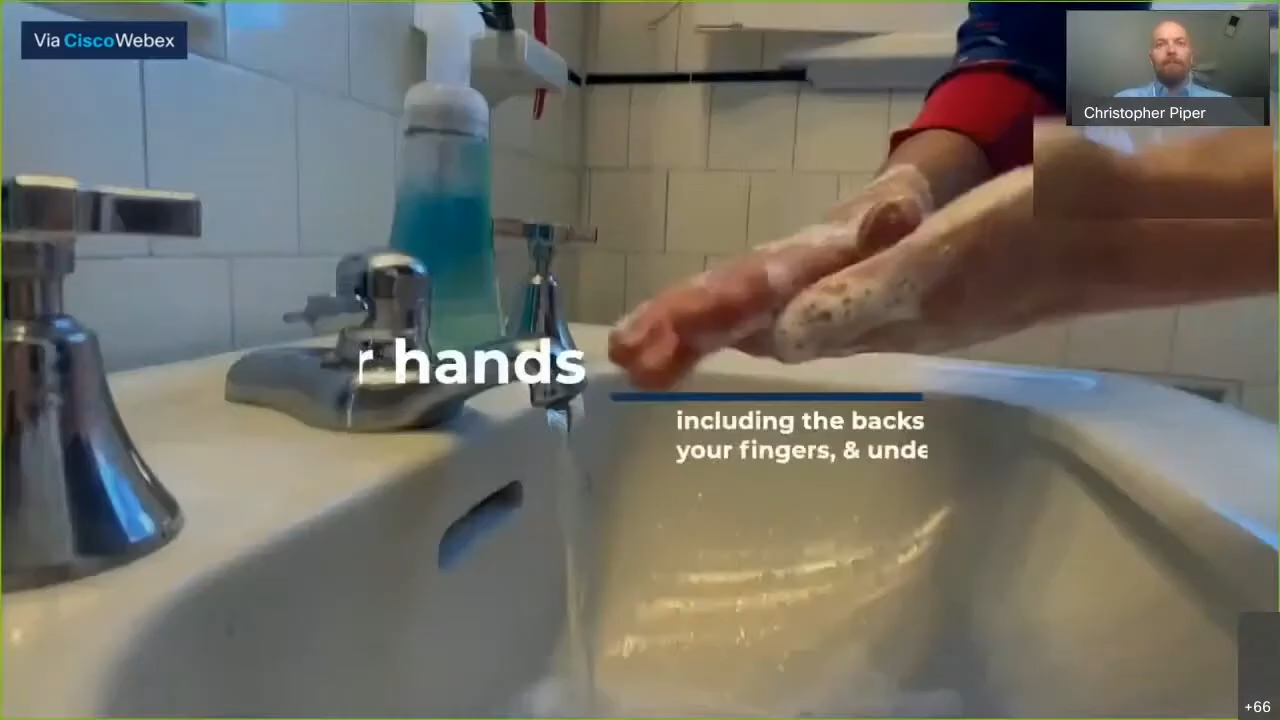 Via CiscoWebex
Christopher Piper
r hands
including the backs
your fingers, & unde
+66